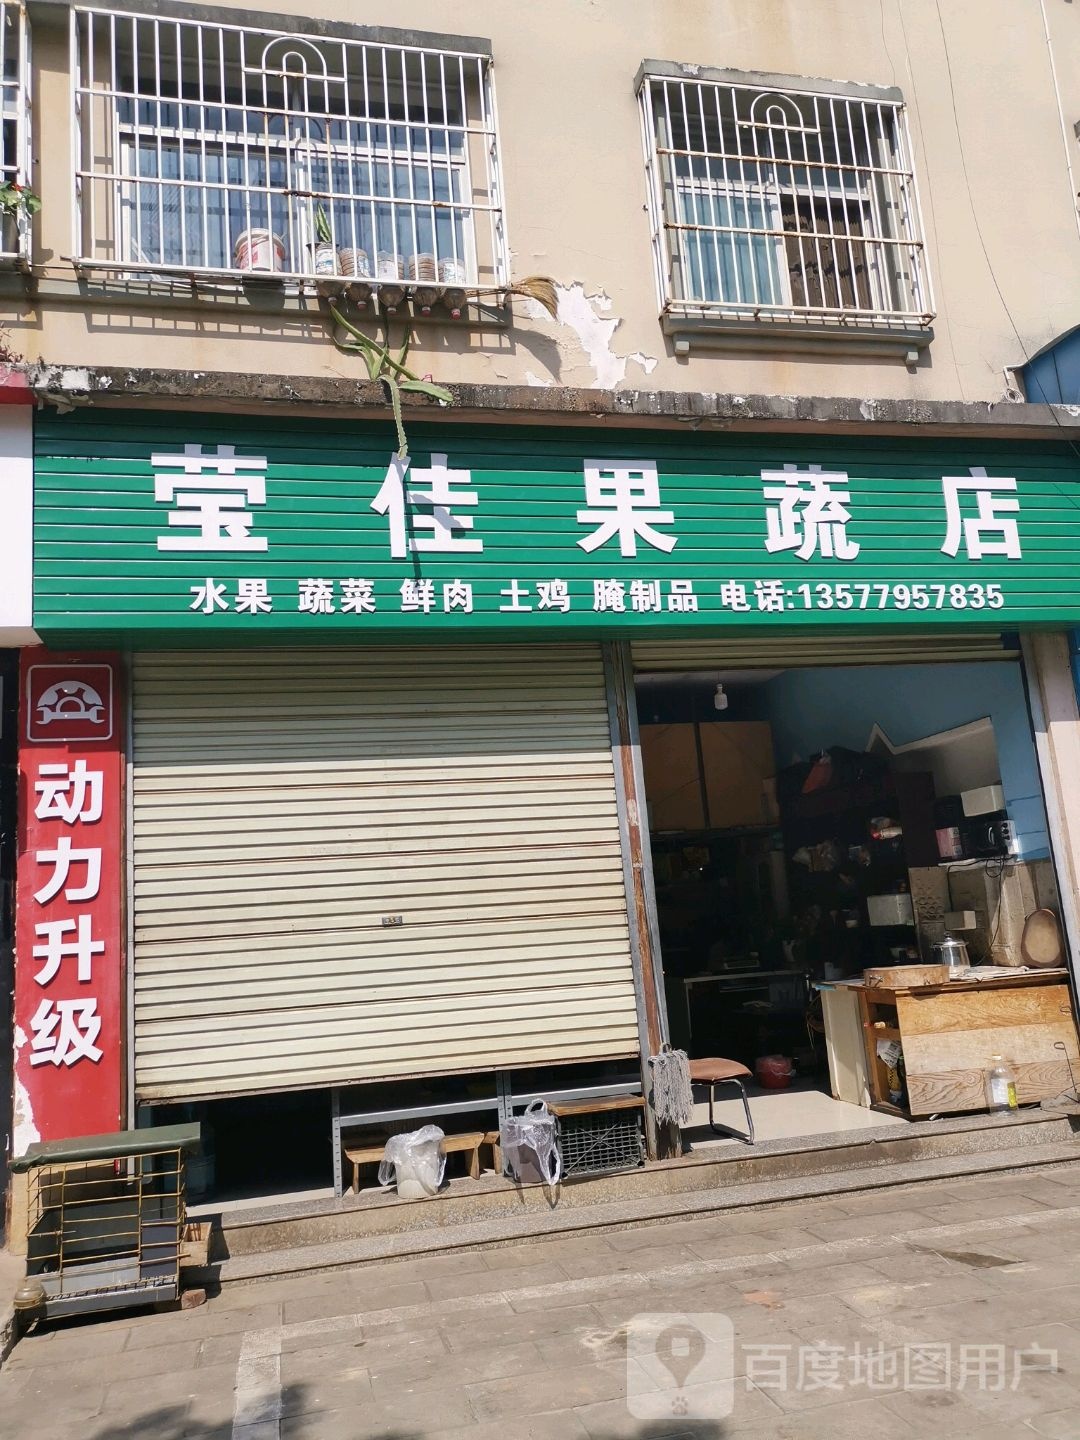 莹佳果蔬店
水果 蔬菜 鲜肉 土鸡 腌制品 电话:13577957835
动力升级
百度地图用户